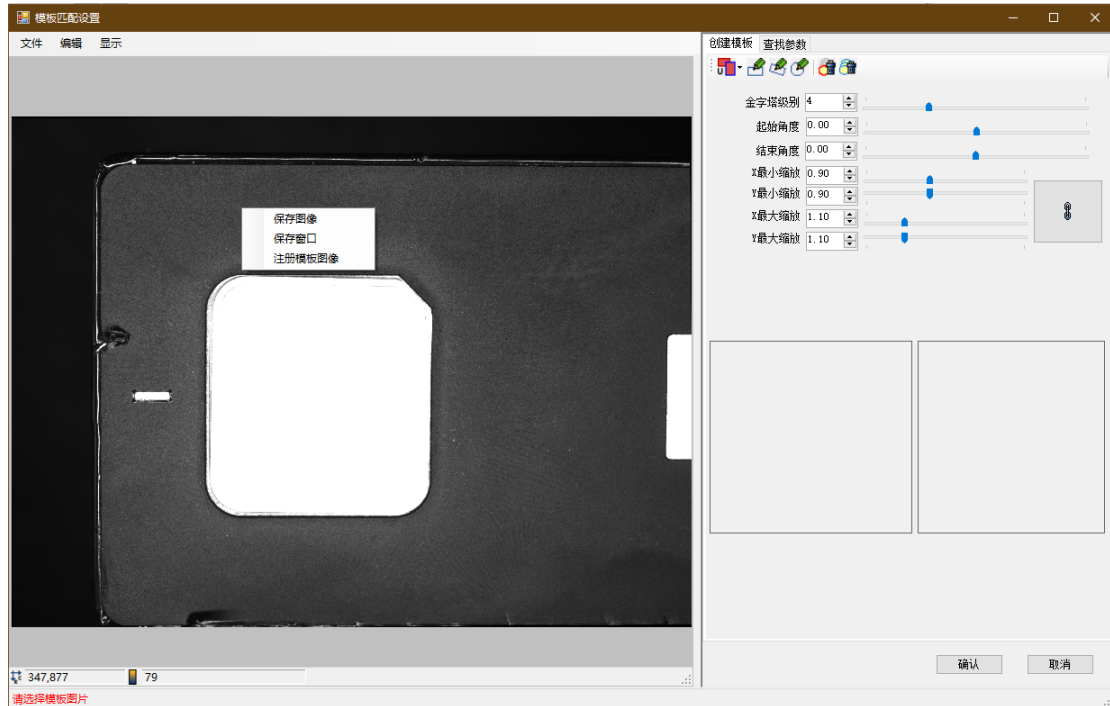 模板匹配设置
文件 编辑 显示
创建模板 查找参数
金字塔级别 4
起始角度 0.00
结束角度 0.00
X最小缩放 0.90
Y最小缩放 0.90
X最大缩放 1.10
Y最大缩放 1.10
保存图像
保存窗口
注册模板图像
确认 取消
347,877 79
请选择模板图片